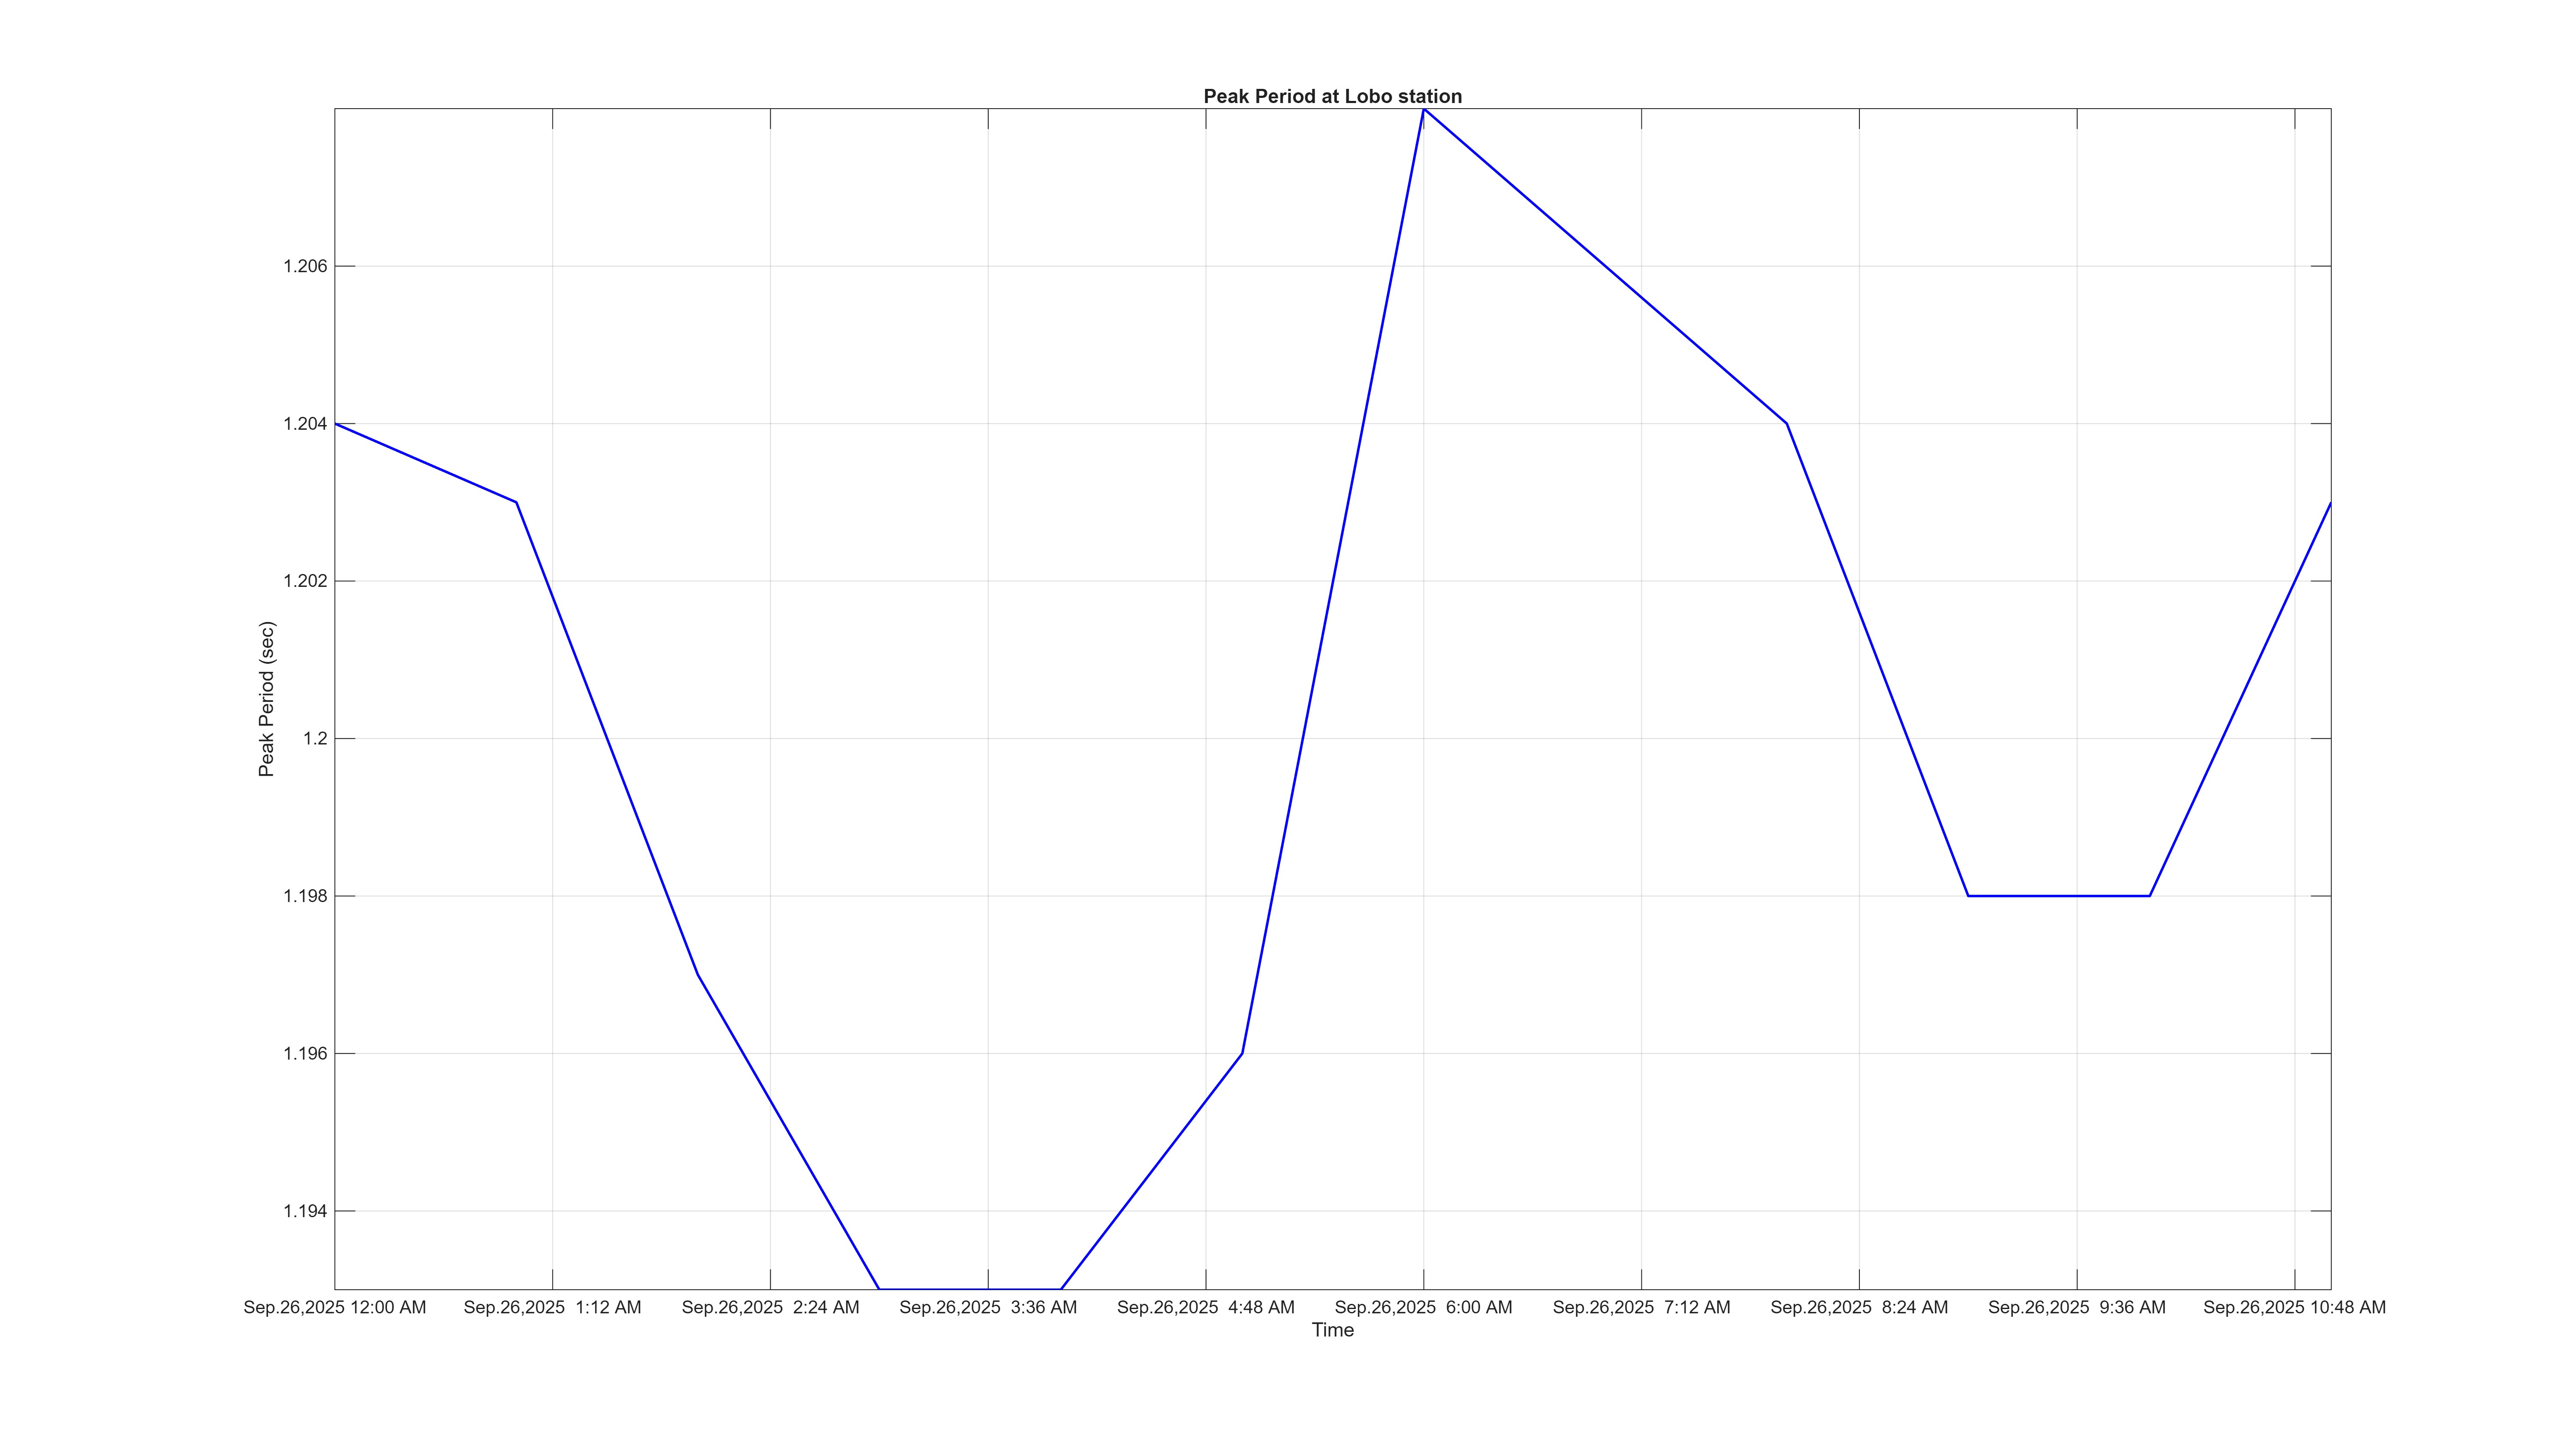 Peak Period at Lobo station
1.206
1.204
1.202
1.2
1.198
1.196
1.194
Peak Period (sec)
Sep.26,2025 12:00 AM
Sep.26,2025  1:12 AM
Sep.26,2025  2:24 AM
Sep.26,2025  3:36 AM
Sep.26,2025  4:48 AM
Sep.26,2025  6:00 AM
Sep.26,2025  7:12 AM
Sep.26,2025  8:24 AM
Sep.26,2025  9:36 AM
Sep.26,2025 10:48 AM
Time